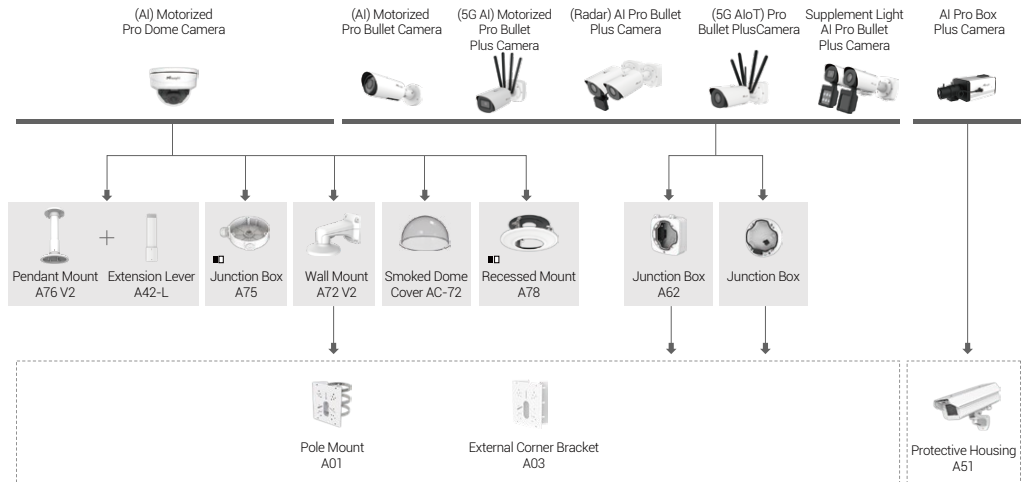 (AI) Motorized
Pro Dome Camera
(AI) Motorized
Pro Bullet Camera
(5G AI) Motorized
Pro Bullet
Plus Camera
(Radar) AI Pro Bullet
Plus Camera
(5G AIoT) Pro
Bullet PlusCamera
Supplement Light
AI Pro Bullet
Plus Camera
AI Pro Box
Plus Camera
Pendant Mount
A76 V2
+
Extension Lever
A42-L
Junction Box
A75
Wall Mount
A72 V2
Smoked Dome
Cover AC-72
Recessed Mount
A78
Junction Box
A62
Junction Box
Pole Mount
A01
External Corner Bracket
A03
Protective Housing
A51